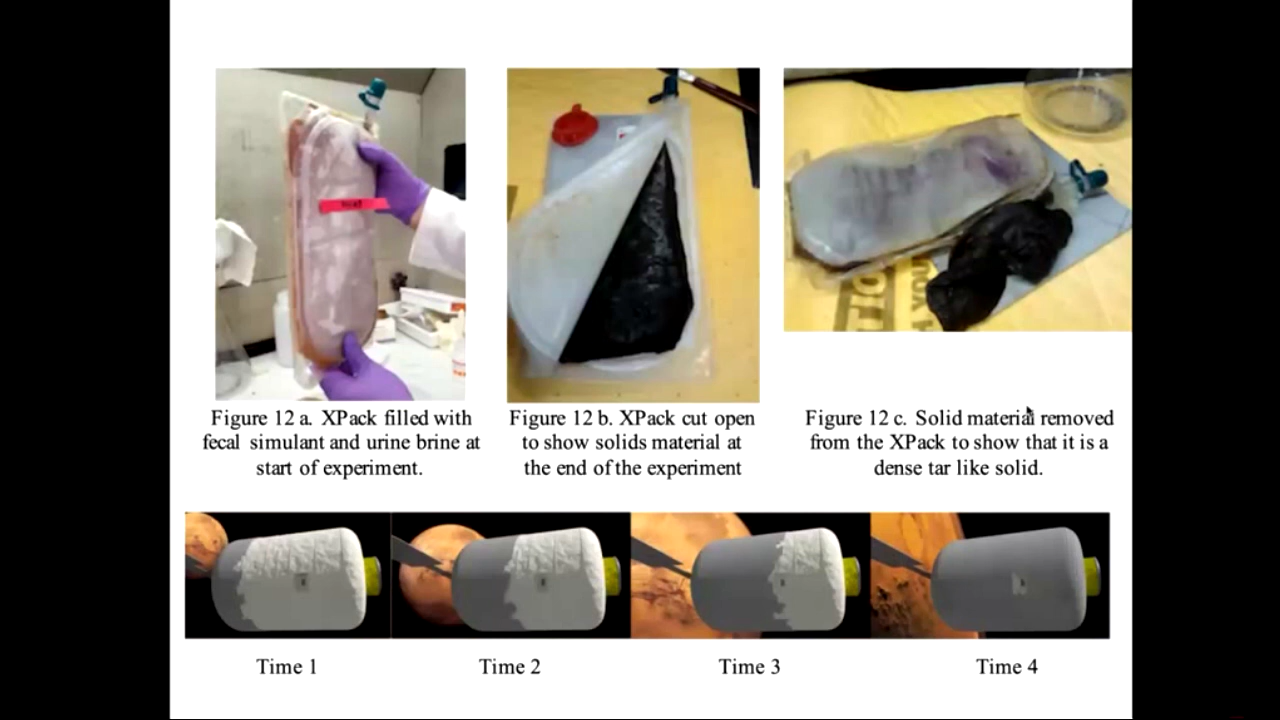 Figure 12 a. XPack filled with
fecal simulant and urine brine at
start of experiment.
Figure 12 b. XPack cut open
to show solids material at
the end of the experiment
Figure 12 c. Solid material removed
from the XPack to show that it is a
dense tar like solid.
Time 1
Time 2
Time 3
Time 4